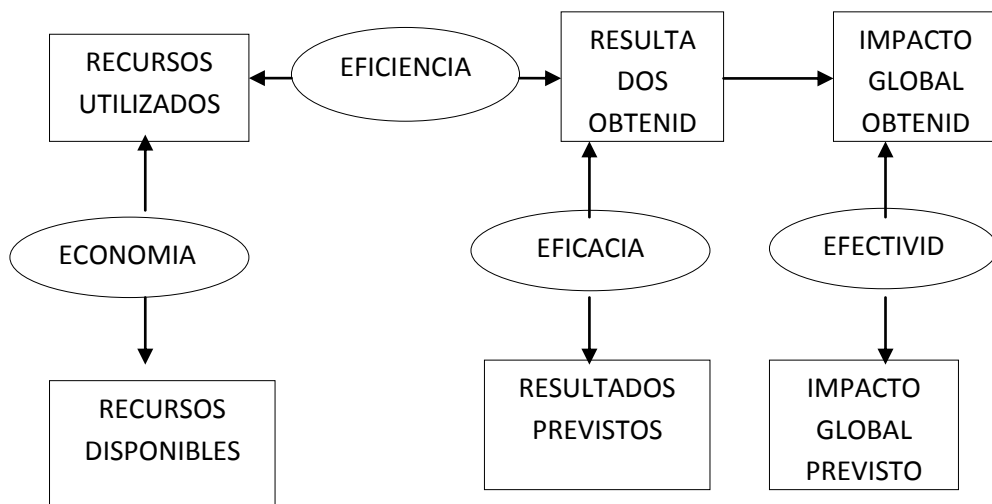 RECURSOS
UTILIZADOS
EFICIENCIA
RESULTA
DOS
OBTENID
IMPACTO
GLOBAL
OBTENID
ECONOMIA
EFICACIA
EFECTIVID
RECURSOS
DISPONIBLES
RESULTADOS
PREVISTOS
IMPACTO
GLOBAL
PREVISTO